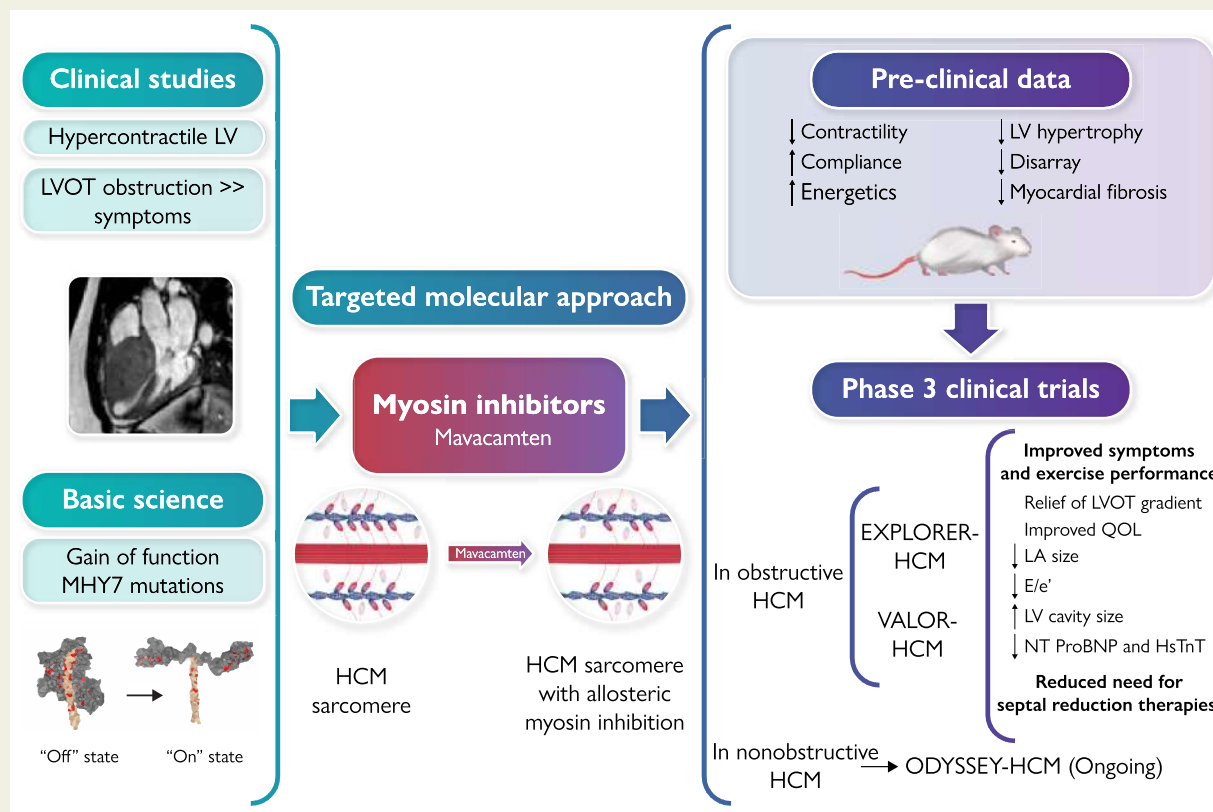 Clinical studies
Hypercontractile LV
LVOT obstruction >>
symptoms
Basic science
Gain of function
MHY7 mutations
"Off" state
"On" state
Targeted molecular approach
Myosin inhibitors
Mavacamten
Mavacamten
HCM
sarcomere
HCM sarcomere
with allosteric
myosin inhibition
Pre-clinical data
↓ Contractility
↑ Compliance
↑ Energetics
↓ LV hypertrophy
↓ Disarray
↓ Myocardial fibrosis
Phase 3 clinical trials
In obstructive
HCM
EXPLORER-
HCM
VALOR-
HCM
Improved symptoms
and exercise performance
Relief of LVOT gradient
Improved QOL
↓ LA size
↓ E/e'
↑ LV cavity size
↓ NT ProBNP and HsTnT
Reduced need for
septal reduction therapies
In nonobstructive
HCM
→ ODYSSEY-HCM (Ongoing)